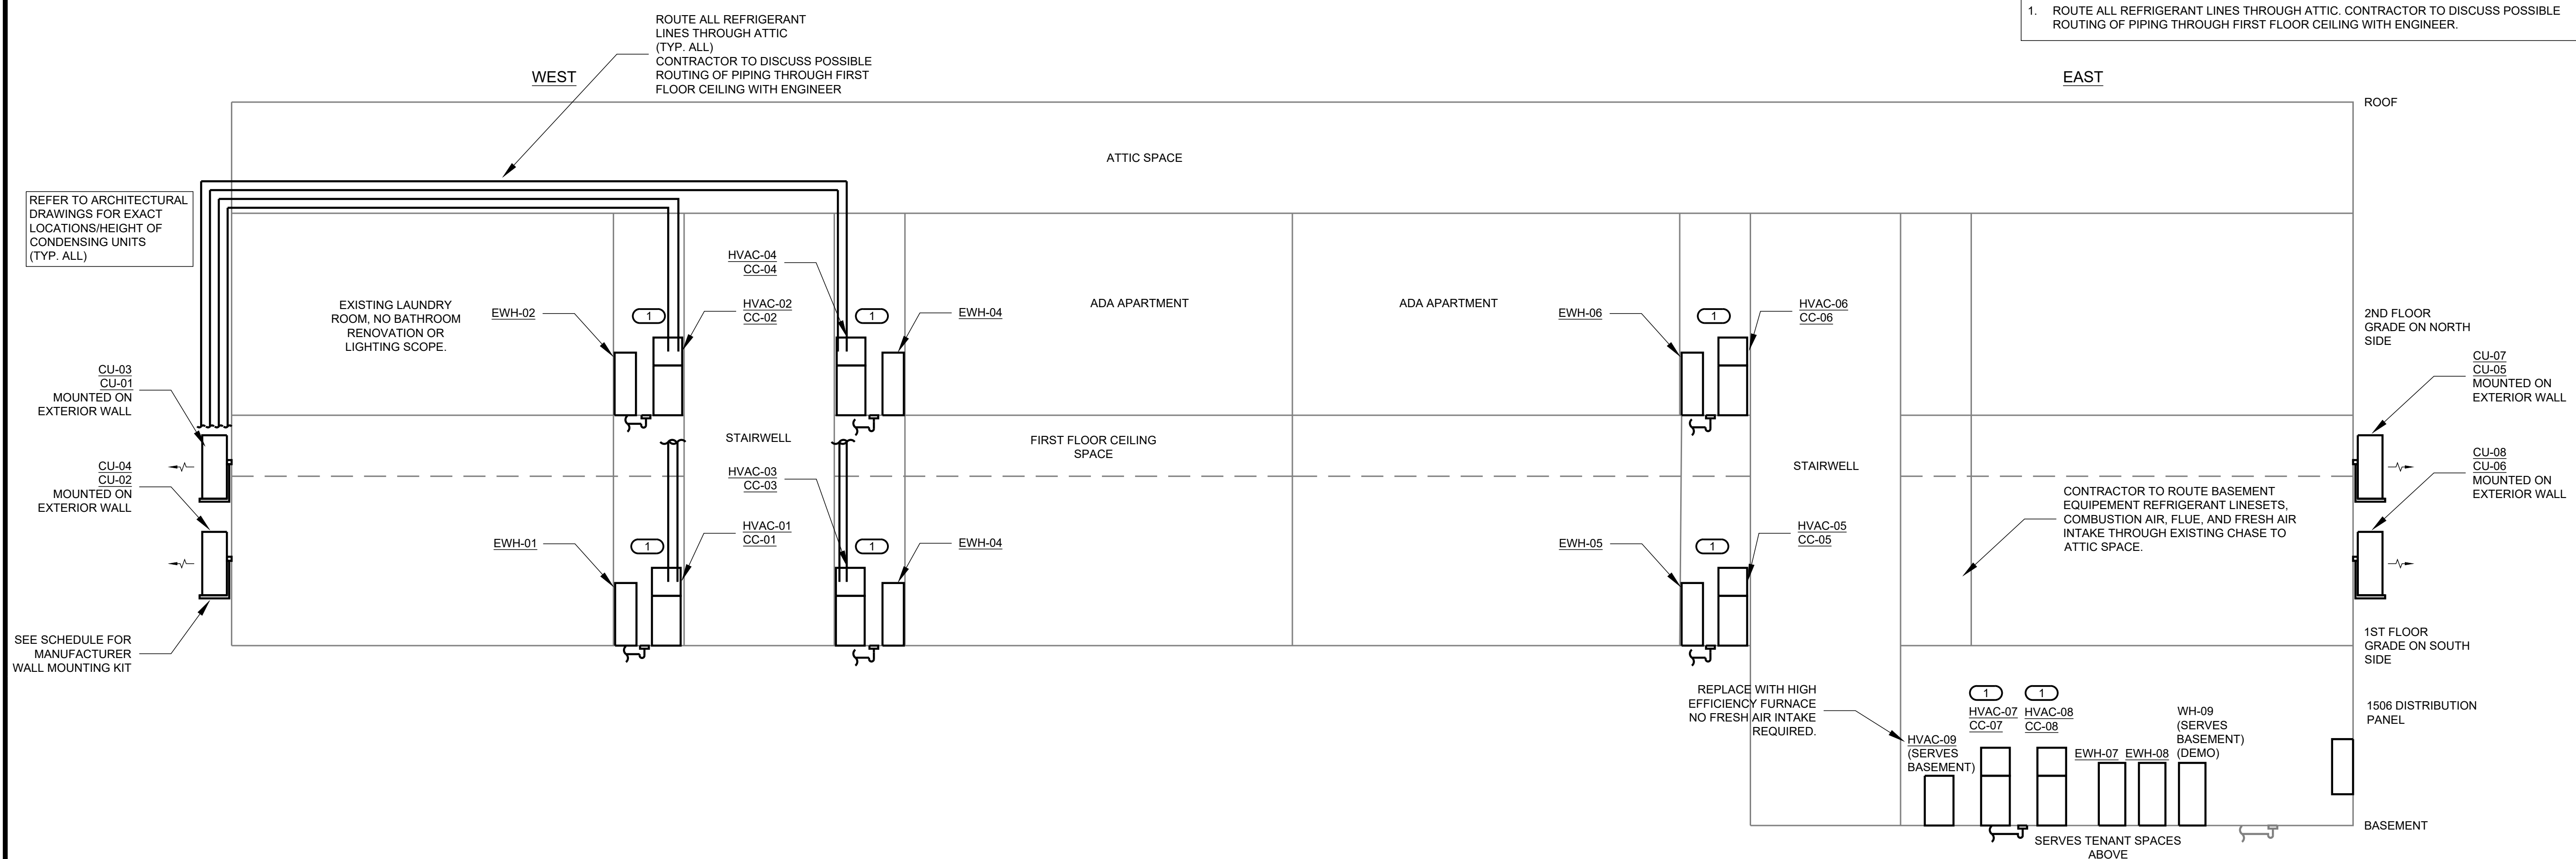 1. ROUTE ALL REFRIGERANT LINES THROUGH ATTIC. CONTRACTOR TO DISCUSS POSSIBLE
ROUTING OF PIPING THROUGH FIRST FLOOR CEILING WITH ENGINEER.
ROUTE ALL REFRIGERANT
LINES THROUGH ATTIC
(TYP. ALL)
CONTRACTOR TO DISCUSS POSSIBLE
ROUTING OF PIPING THROUGH FIRST
FLOOR CEILING WITH ENGINEER
WEST
EAST
ROOF
ATTIC SPACE
REFER TO ARCHITECTURAL
DRAWINGS FOR EXACT
LOCATIONS/HEIGHT OF
CONDENSING UNITS
(TYP. ALL)
EXISTING LAUNDRY
ROOM, NO BATHROOM
RENOVATION OR
LIGHTING SCOPE.
EWH-02
1
HVAC-02
CC-02
HVAC-04
CC-04
1
EWH-04
ADA APARTMENT
ADA APARTMENT
EWH-06
1
HVAC-06
CC-06
2ND FLOOR
GRADE ON NORTH
SIDE
CU-03
CU-01
MOUNTED ON
EXTERIOR WALL
CU-07
CU-05
MOUNTED ON
EXTERIOR WALL
STAIRWELL
FIRST FLOOR CEILING
SPACE
STAIRWELL
CU-04
CU-02
MOUNTED ON
EXTERIOR WALL
CU-08
CU-06
MOUNTED ON
EXTERIOR WALL
HVAC-03
CC-03
EWH-01
1
HVAC-01
CC-01
1
EWH-04
EWH-05
1
HVAC-05
CC-05
CONTRACTOR TO ROUTE BASEMENT
EQUIPEMENT REFRIGERANT LINESETS,
COMBUSTION AIR, FLUE, AND FRESH AIR
INTAKE THROUGH EXISTING CHASE TO
ATTIC SPACE.
SEE SCHEDULE FOR
MANUFACTURER
WALL MOUNTING KIT
1ST FLOOR
GRADE ON SOUTH
SIDE
REPLACE WITH HIGH
EFFICIENCY FURNACE
NO FRESH AIR INTAKE
REQUIRED.
HVAC-09
(SERVES
BASEMENT)
1
HVAC-07
CC-07
1
HVAC-08
CC-08
EWH-07
EWH-08
WH-09
(SERVES
BASEMENT)
(DEMO)
1506 DISTRIBUTION
PANEL
BASEMENT
SERVES TENANT SPACES
ABOVE